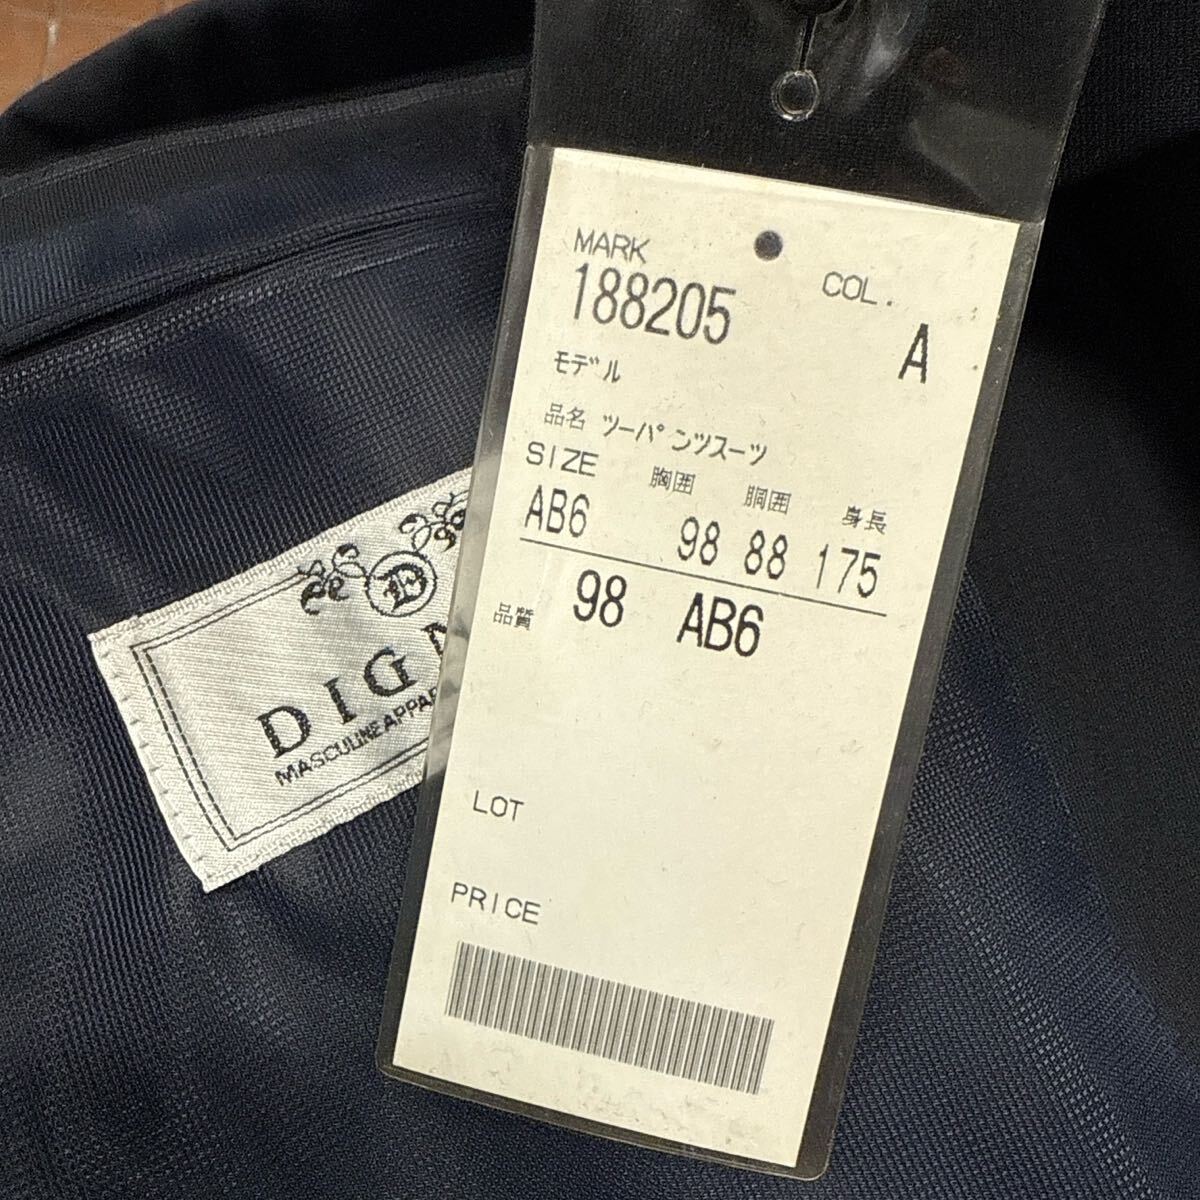 MARK
COL.
188205
A
モデル
品名 ツーパンツスーツ
SIZE 胸囲 胴囲 身長
AB6 98 88 175
品質 98 AB6
LOT
PRICE
D
DIG
MASCULINE